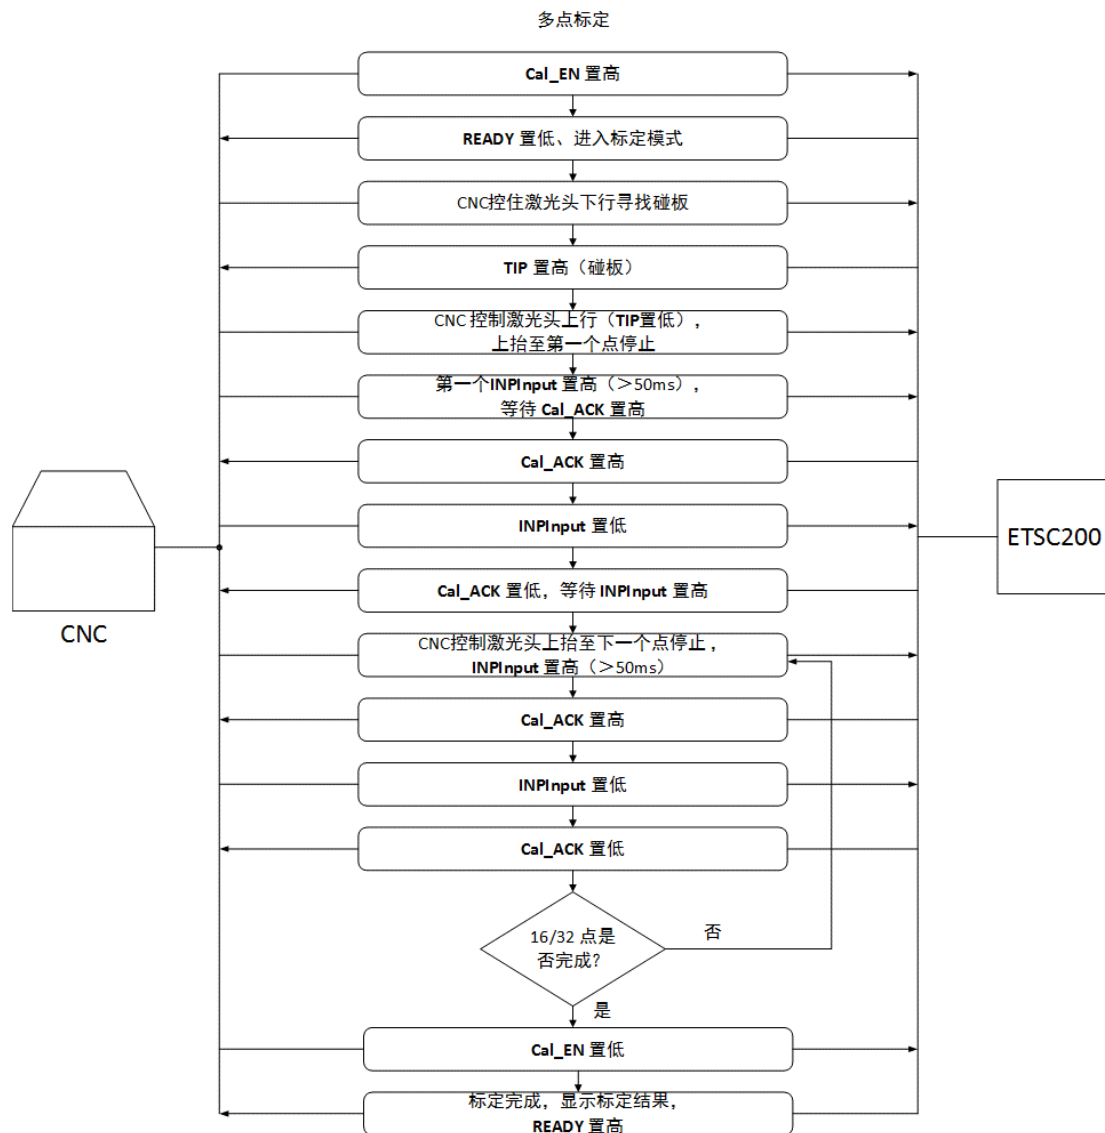 多点标定
Cal_EN 置高
READY 置低、进入标定模式
CNC控住激光头下行寻找碰板
TIP 置高（碰板）
CNC 控制激光头上行（TIP置低），
上抬至第一个点停止
第一个INPInput 置高（＞50ms），
等待 Cal_ACK 置高
Cal_ACK 置高
INPInput 置低
Cal_ACK 置低，等待 INPInput 置高
CNC控制激光头上抬至下一个点停止，
INPInput 置高（＞50ms）
Cal_ACK 置高
INPInput 置低
Cal_ACK 置低
16/32 点是
否完成？
否
是
Cal_EN 置低
标定完成，显示标定结果，
READY 置高
CNC
ETSC200